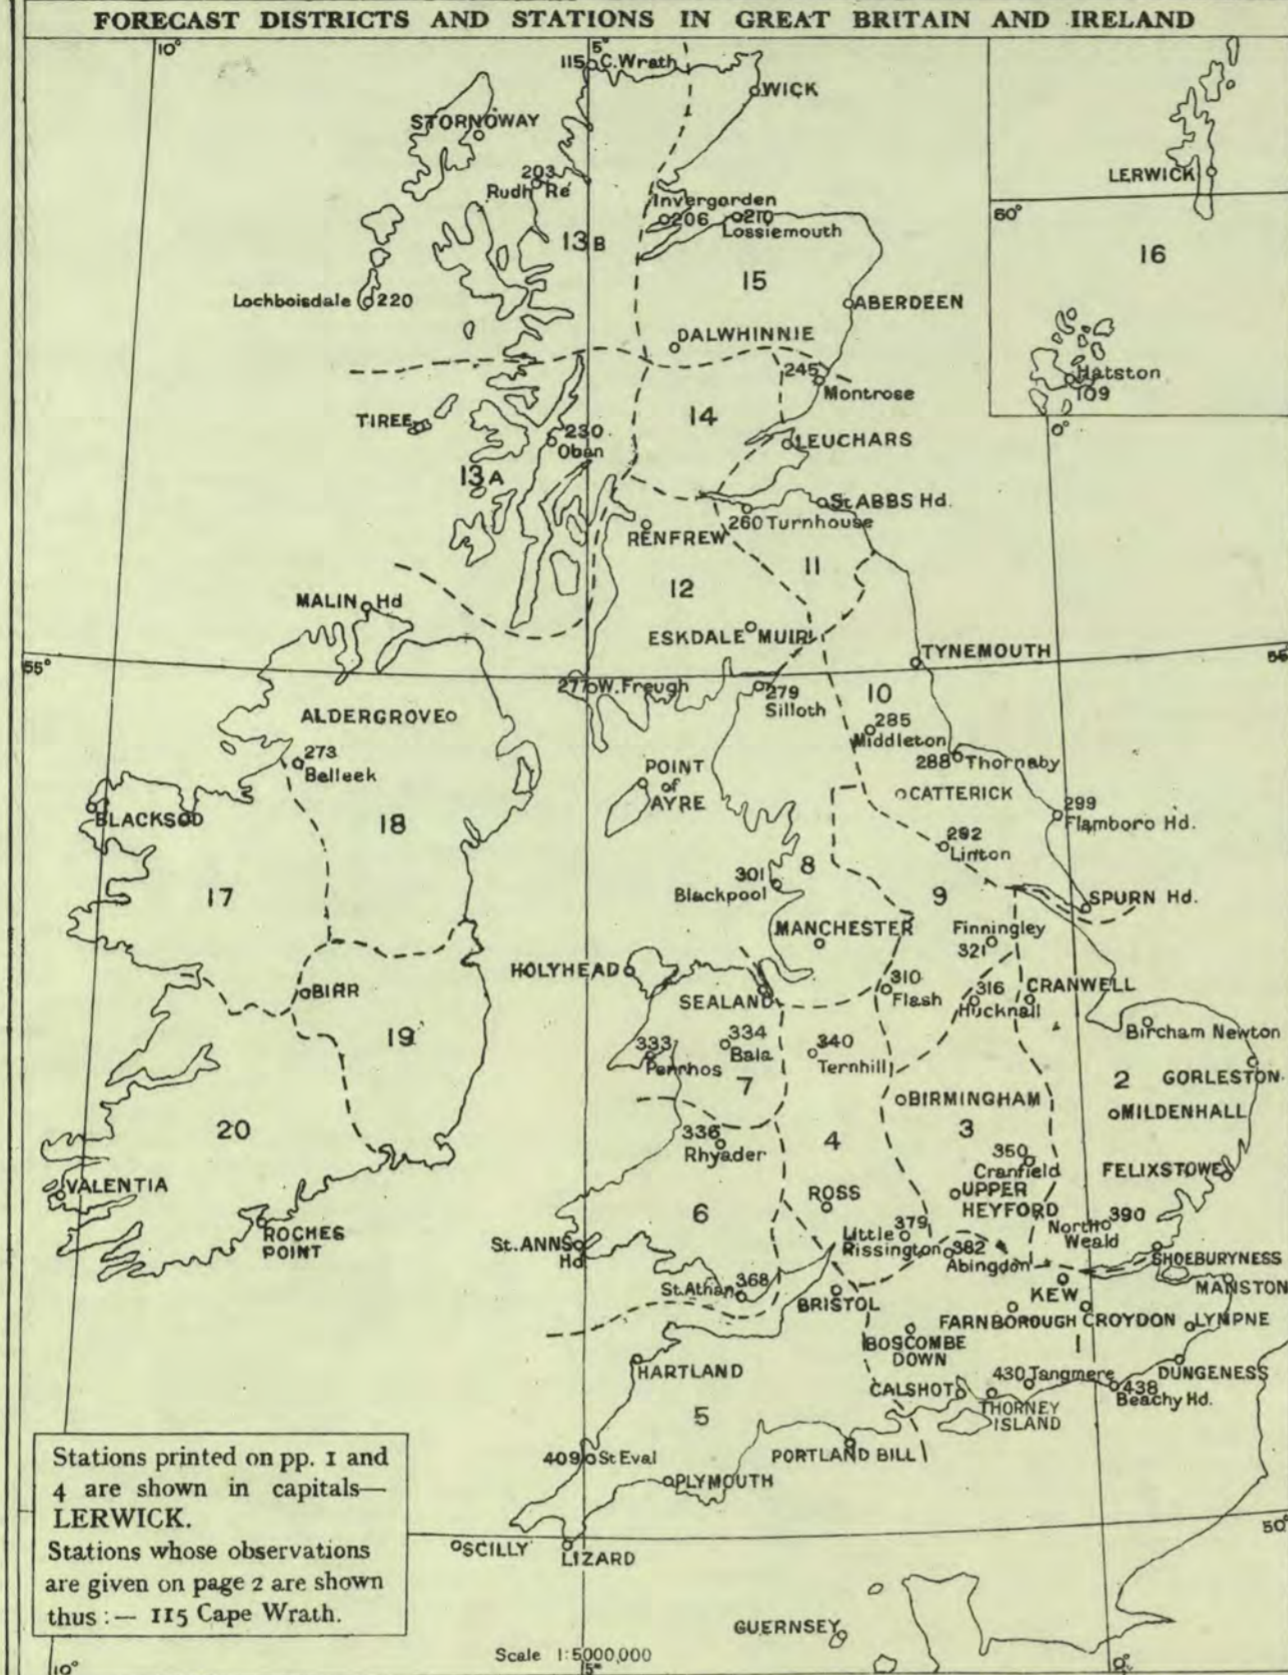 FORECAST DISTRICTS AND STATIONS IN GREAT BRITAIN AND IRELAND
10°
5°
115 C. Wrath
WICK
STORNOWAY
LERWICK
203
Rudh Re
60°
Invergorden
206
210
Lossiemouth
13B
16
15
Lochboisdale 220
ABERDEEN
DALWHINNIE
245
Montrose
Hatston
109
0°
TIREE
14
230
Oban
LEUCHARS
13A
St. ABBS Hd.
260 Turnhouse
RENFREW
11
12
MALIN Hd
ESKDALE MUIR
TYNEMOUTH
55°
55°
277 W. Freugh
279
Silloth
10
ALDERGROVE
285
Middleton
273
Belleek
288 Thornaby
POINT
of
AYRE
CATTERICK
BLACKSOD
299
Flamboro Hd.
18
292
Linton
301
Blackpool
8
9
17
SPURN Hd.
MANCHESTER
Finningley
321
HOLYHEAD
310
Flash
316
Hucknall
CRANWELL
SEALAND
BIRR
Bircham Newton
19
333
Penrhos
334
Bala
340
Ternhill
7
2
GORLESTON
BIRMINGHAM
MILDENHALL
20
336
Rhyader
4
3
350
Cranfield
FELIXSTOWE
VALENTIA
ROSS
UPPER
HEYFORD
6
ROCHES
POINT
379
Little
Rissington
North 390
Weald
St. ANNS
Hd.
382
Abingdon
SHOEBURYNESS
368
St. Athan
BRISTOL
KEW
MANSTON
FARNBOROUGH
CROYDON
LYMPNE
BOSCOMBE
DOWN
1
HARTLAND
430 Tangmere
DUNGENESS
CALSHOT
438
Beachy Hd.
THORNEY
ISLAND
5
PORTLAND BILL
409 St Eval
PLYMOUTH
50°
SCILLY
LIZARD
Stations printed on pp. 1 and
4 are shown in capitals—
LERWICK.
Stations whose observations
are given on page 2 are shown
thus :— 115 Cape Wrath.
GUERNSEY
Scale 1:5000,000
10°
5°
0°